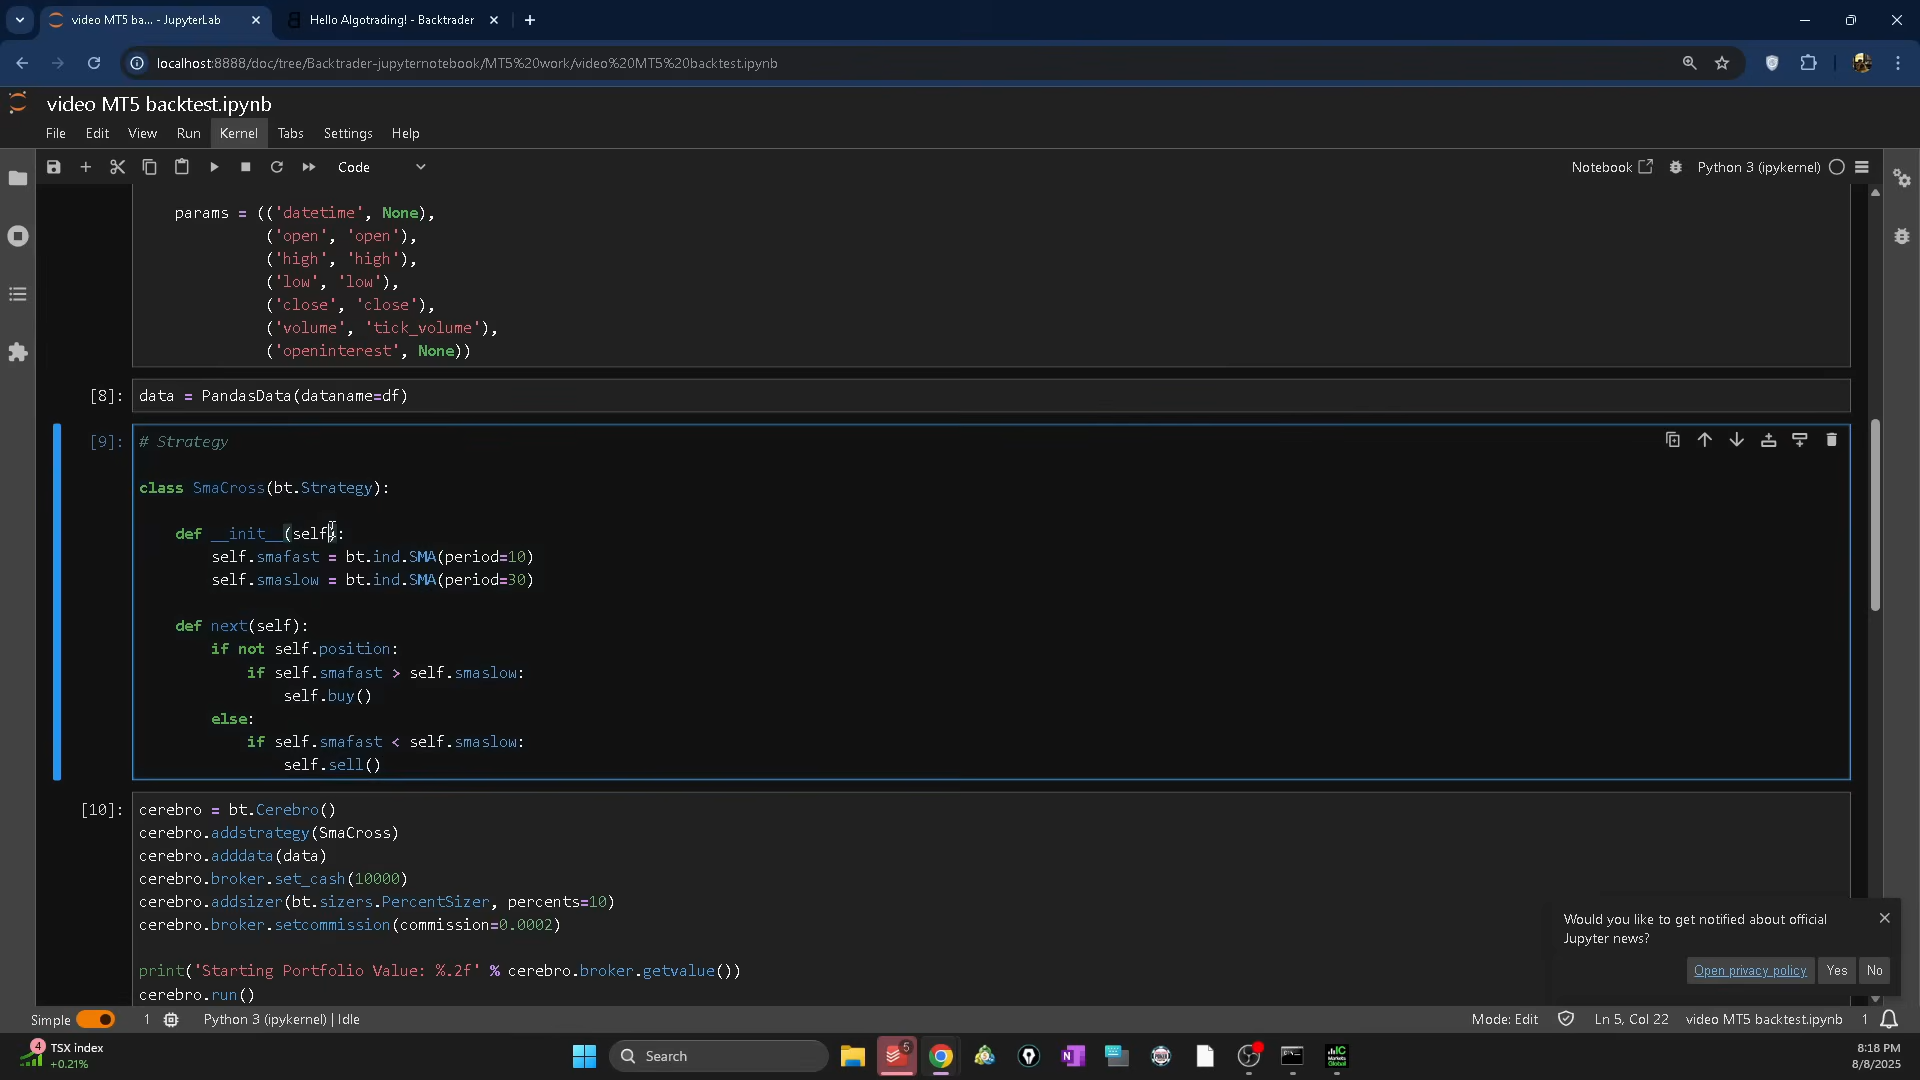 video MT5 ba... - JupyterLab
Hello Algotrading! - Backtrader
localhost:8888/doc/tree/Backtrader-jupyternotebook/MT5%20work/video%20MT5%20backtest.ipynb
video MT5 backtest.ipynb
File Edit View Run Kernel Tabs Settings Help
Code
Notebook
Python 3 (ipykernel)
params = (('datetime', None),
('open', 'open'),
('high', 'high'),
('low', 'low'),
('close', 'close'),
('volume', 'tick_volume'),
('openinterest', None))
[8]: data = PandasData(dataname=df)
[9]: # Strategy
class SmaCross(bt.Strategy):
def __init__(self):
self.smafast = bt.ind.SMA(period=10)
self.smaslow = bt.ind.SMA(period=30)
def next(self):
if not self.position:
if self.smafast > self.smaslow:
self.buy()
else:
if self.smafast < self.smaslow:
self.sell()
[10]: cerebro = bt.Cerebro()
cerebro.addstrategy(SmaCross)
cerebro.adddata(data)
cerebro.broker.set_cash(10000)
cerebro.addsizer(bt.sizers.PercentSizer, percents=10)
cerebro.broker.setcommission(commission=0.0002)
print('Starting Portfolio Value: %.2f' % cerebro.broker.getvalue())
cerebro.run()
Would you like to get notified about official
Jupyter news?
Open privacy policy Yes No
Simple 1 Python 3 (ipykernel) | Idle
Mode: Edit Ln 5, Col 22 video MT5 backtest.ipynb 1
4 TSX index
+0.21%
Search
5
8:18 PM
8/8/2025